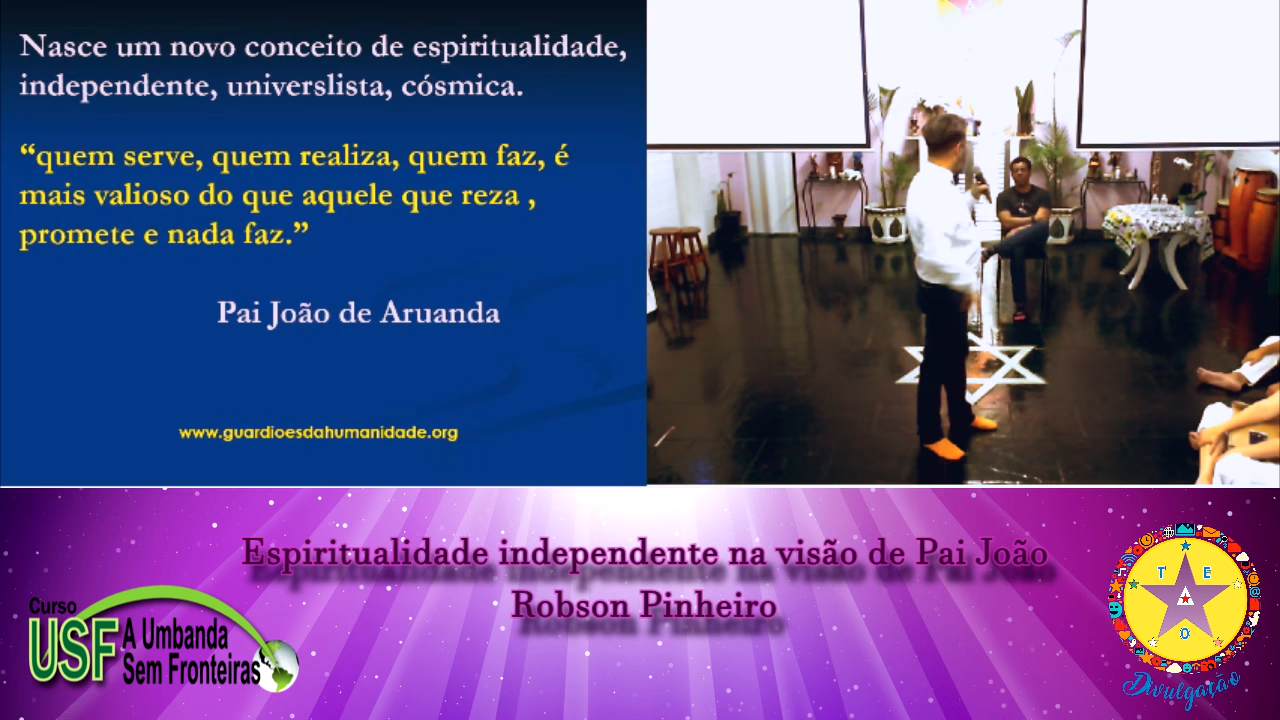 Nasce um novo conceito de espiritualidade,
independente, universlista, cósmica.
“quem serve, quem realiza, quem faz, é
mais valioso do que aquele que reza ,
promete e nada faz.”
Pai João de Aruanda
www.guardioesdahumanidade.org
Espiritualidade independente na visão de Pai João
Robson Pinheiro
Curso
USF A Umbanda
Sem Fronteiras
T E
A
O
Divulgação